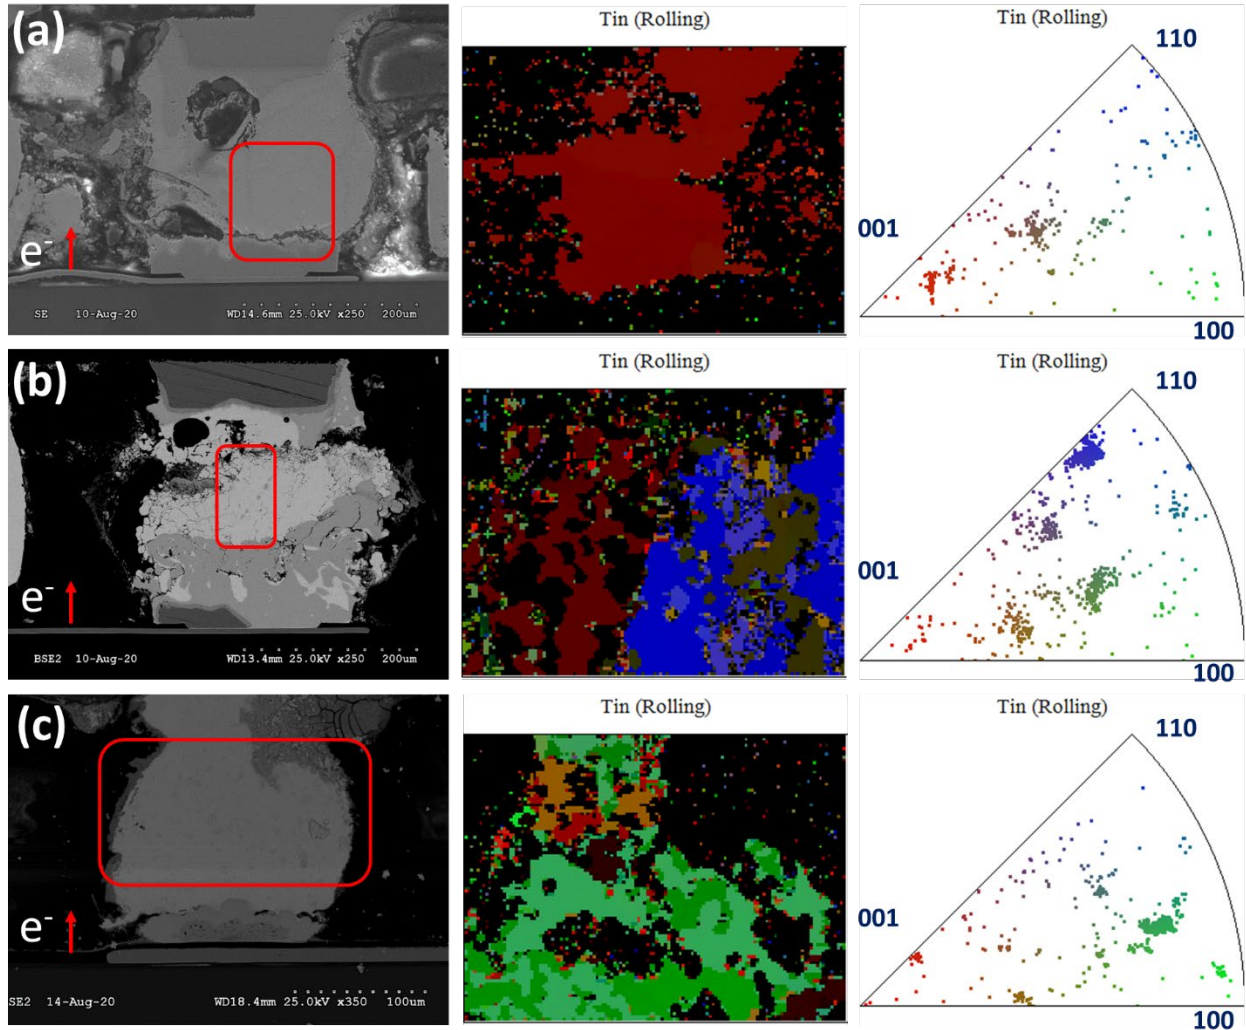 (a)
e-
SE 10-Aug-20 WD14.6mm 25.0kV x250 200um
Tin (Rolling)
Tin (Rolling)
110
001
100
(b)
e-
BSE2 10-Aug-20 WD13.4mm 25.0kV x250 200um
Tin (Rolling)
Tin (Rolling)
110
001
100
(c)
e-
SE2 14-Aug-20 WD18.4mm 25.0kV x350 100um
Tin (Rolling)
Tin (Rolling)
110
001
100